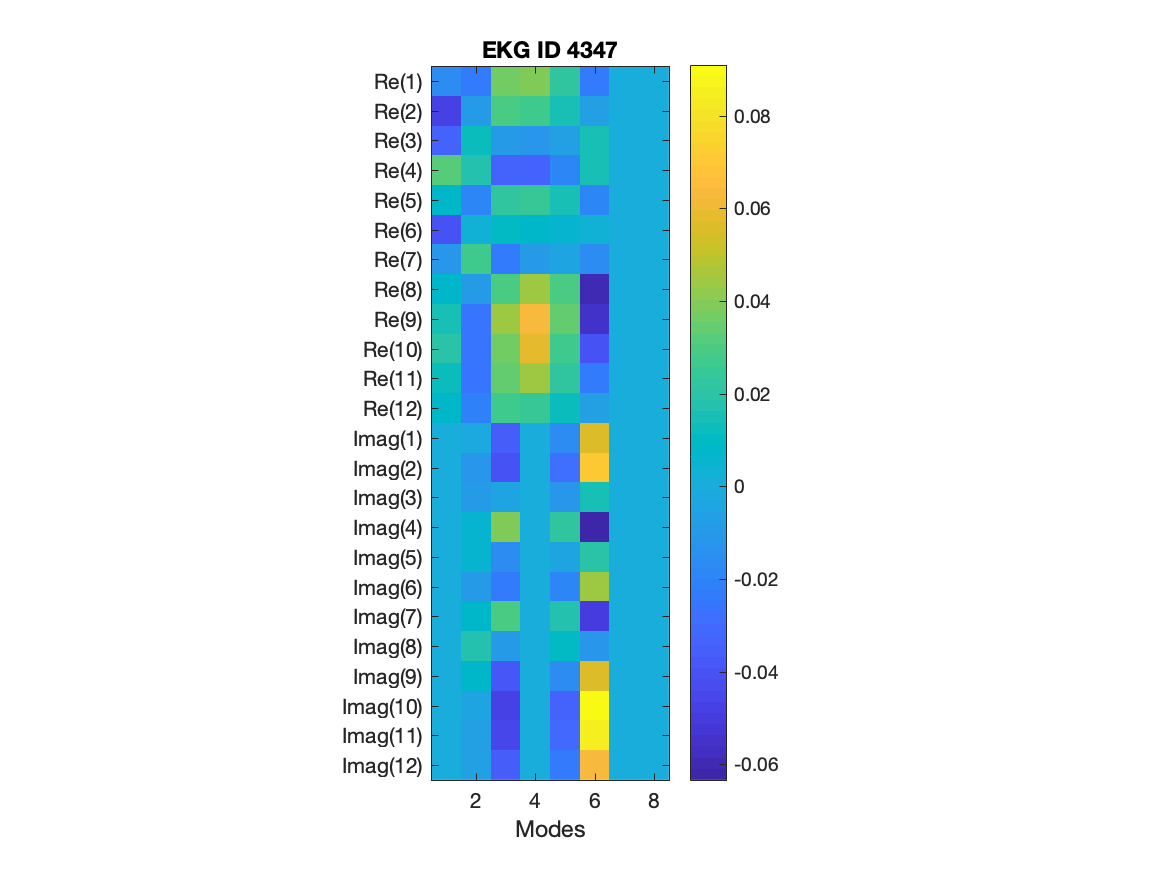 EKG ID 4347
Re(1)
Re(2)
Re(3)
Re(4)
Re(5)
Re(6)
Re(7)
Re(8)
Re(9)
Re(10)
Re(11)
Re(12)
Imag(1)
Imag(2)
Imag(3)
Imag(4)
Imag(5)
Imag(6)
Imag(7)
Imag(8)
Imag(9)
Imag(10)
Imag(11)
Imag(12)
2 4 6 8
Modes
0.08
0.06
0.04
0.02
0
-0.02
-0.04
-0.06